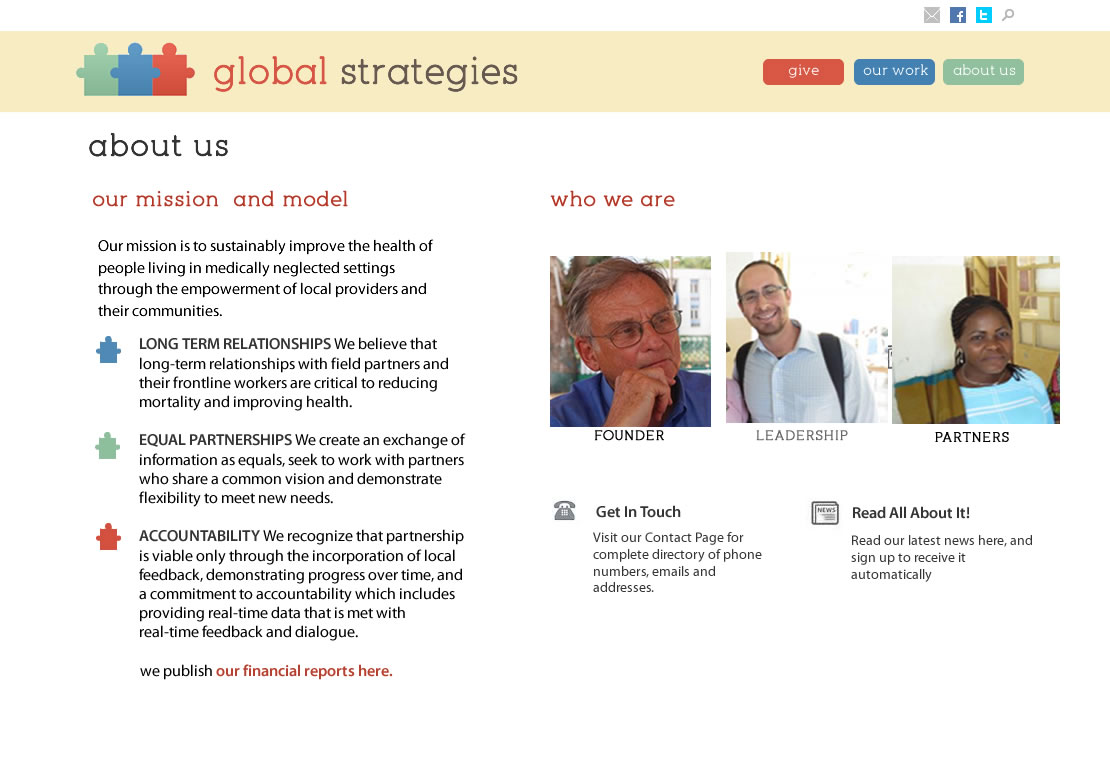 global strategies
give
our work
about us
about us
our mission and model
Our mission is to sustainably improve the health of
people living in medically neglected settings
through the empowerment of local providers and
their communities.
LONG TERM RELATIONSHIPS We believe that
long-term relationships with field partners and
their frontline workers are critical to reducing
mortality and improving health.
EQUAL PARTNERSHIPS We create an exchange of
information as equals, seek to work with partners
who share a common vision and demonstrate
flexibility to meet new needs.
ACCOUNTABILITY We recognize that partnership
is viable only through the incorporation of local
feedback, demonstrating progress over time, and
a commitment to accountability which includes
providing real-time data that is met with
real-time feedback and dialogue.
we publish our financial reports here.
who we are
FOUNDER
LEADERSHIP
PARTNERS
Get In Touch
Visit our Contact Page for
complete directory of phone
numbers, emails and
addresses.
NEWS
Read All About It!
Read our latest news here, and
sign up to receive it
automatically